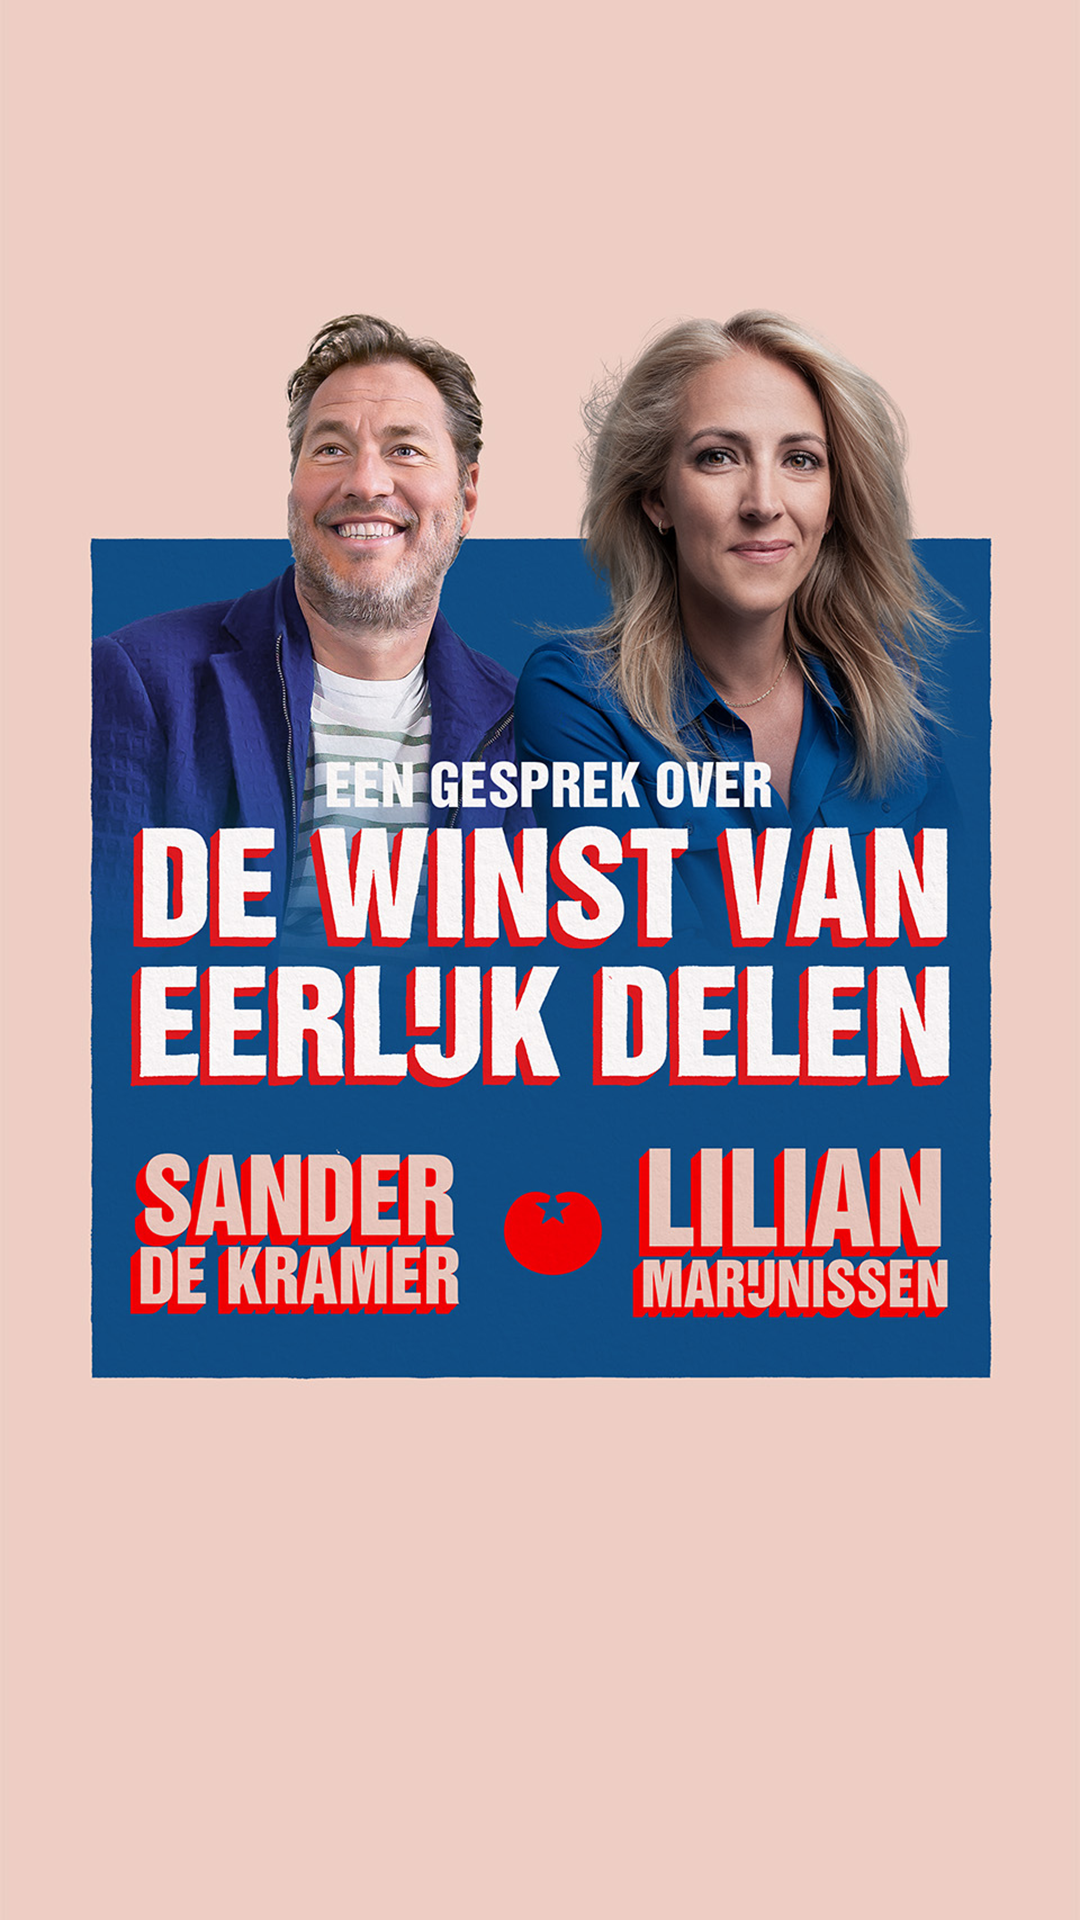 EEN GESPREK OVER
DE WINST VAN
EERLIJK DELEN
SANDER
DE KRAMER
LILIAN
MARIJNISSEN